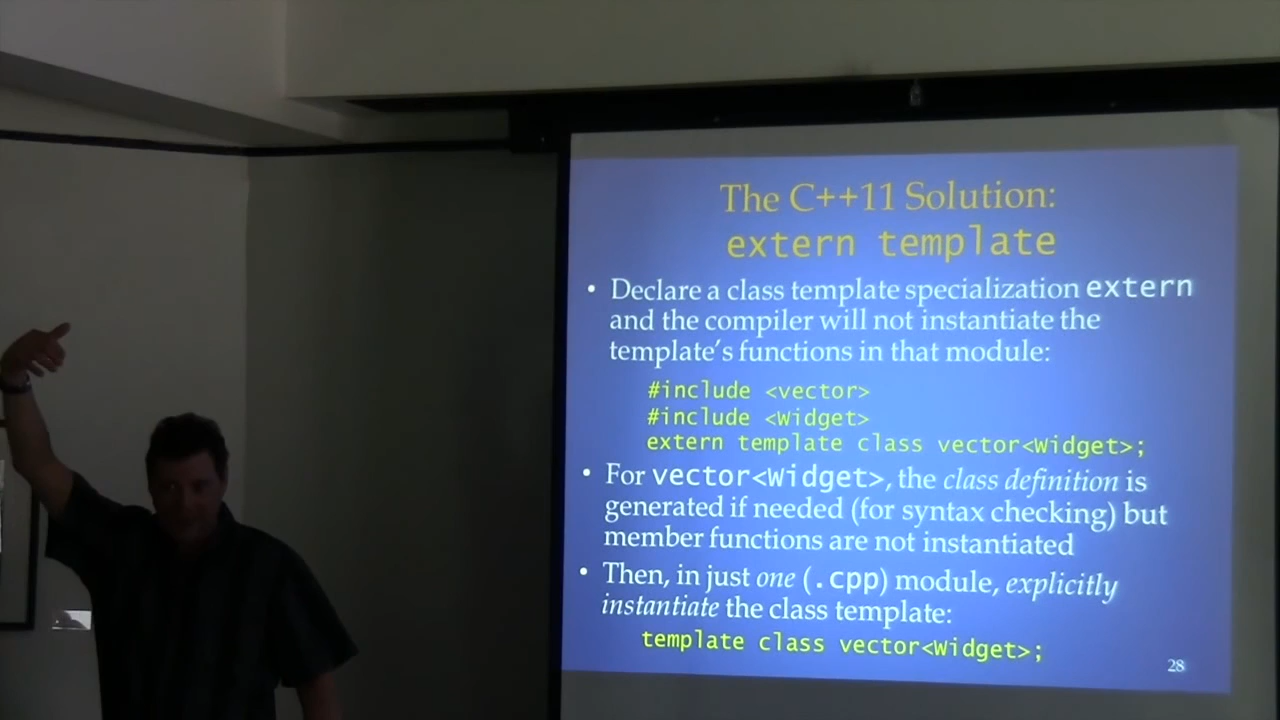 The C++11 Solution:
extern template
• Declare a class template specialization extern
and the compiler will not instantiate the
template's functions in that module:
#include <vector>
#include <Widget>
extern template class vector<Widget>;
• For vector<Widget>, the class definition is
generated if needed (for syntax checking) but
member functions are not instantiated
• Then, in just one (.cpp) module, explicitly
instantiate the class template:
template class vector<Widget>;
28